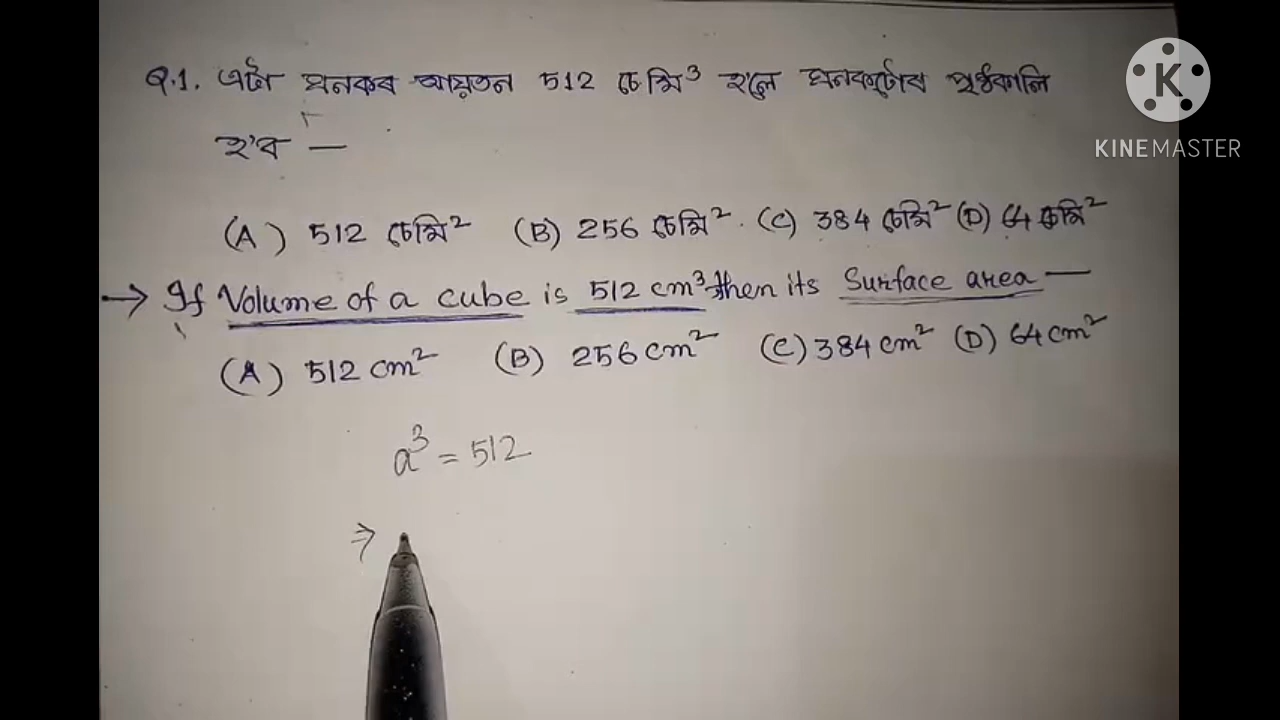 Q.1. এটা ঘনকৰ আয়তন 512 চেমি³ হ'লে ঘনকটোৰ পৃষ্ঠকালি
হ'ব —
(A) 512 চেমি² (B) 256 চেমি² (C) 384 চেমি² (D) 64 চেমি²
→ If Volume of a cube is 512 cm³ then its Surface area —
(A) 512 cm² (B) 256 cm² (C) 384 cm² (D) 64 cm²
a³ = 512
⇒
K
KINEMASTER